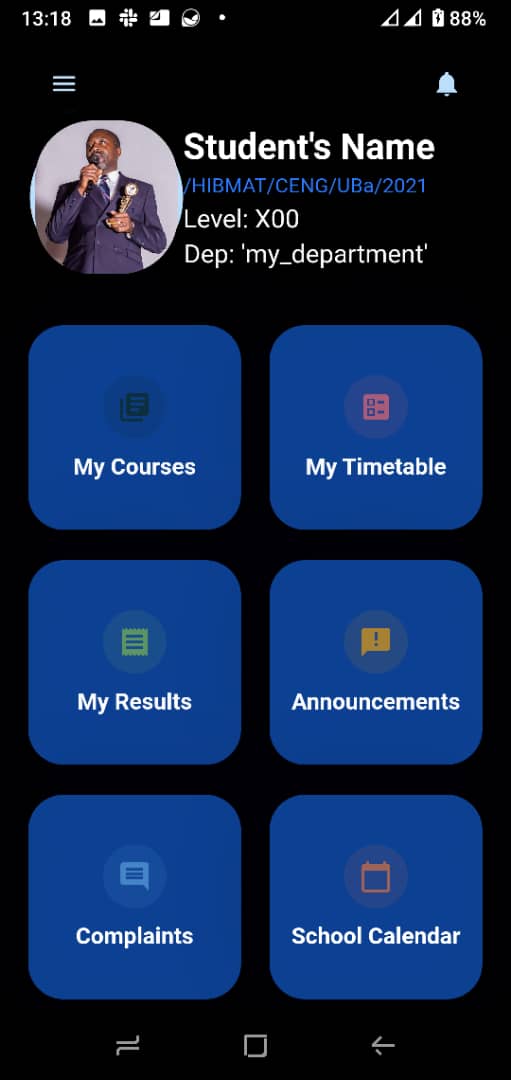 13:18
88%
Student's Name
/HIBMAT/CENG/UBa/2021
Level: X00
Dep: 'my_department'
My Courses
My Timetable
My Results
Announcements
Complaints
School Calendar